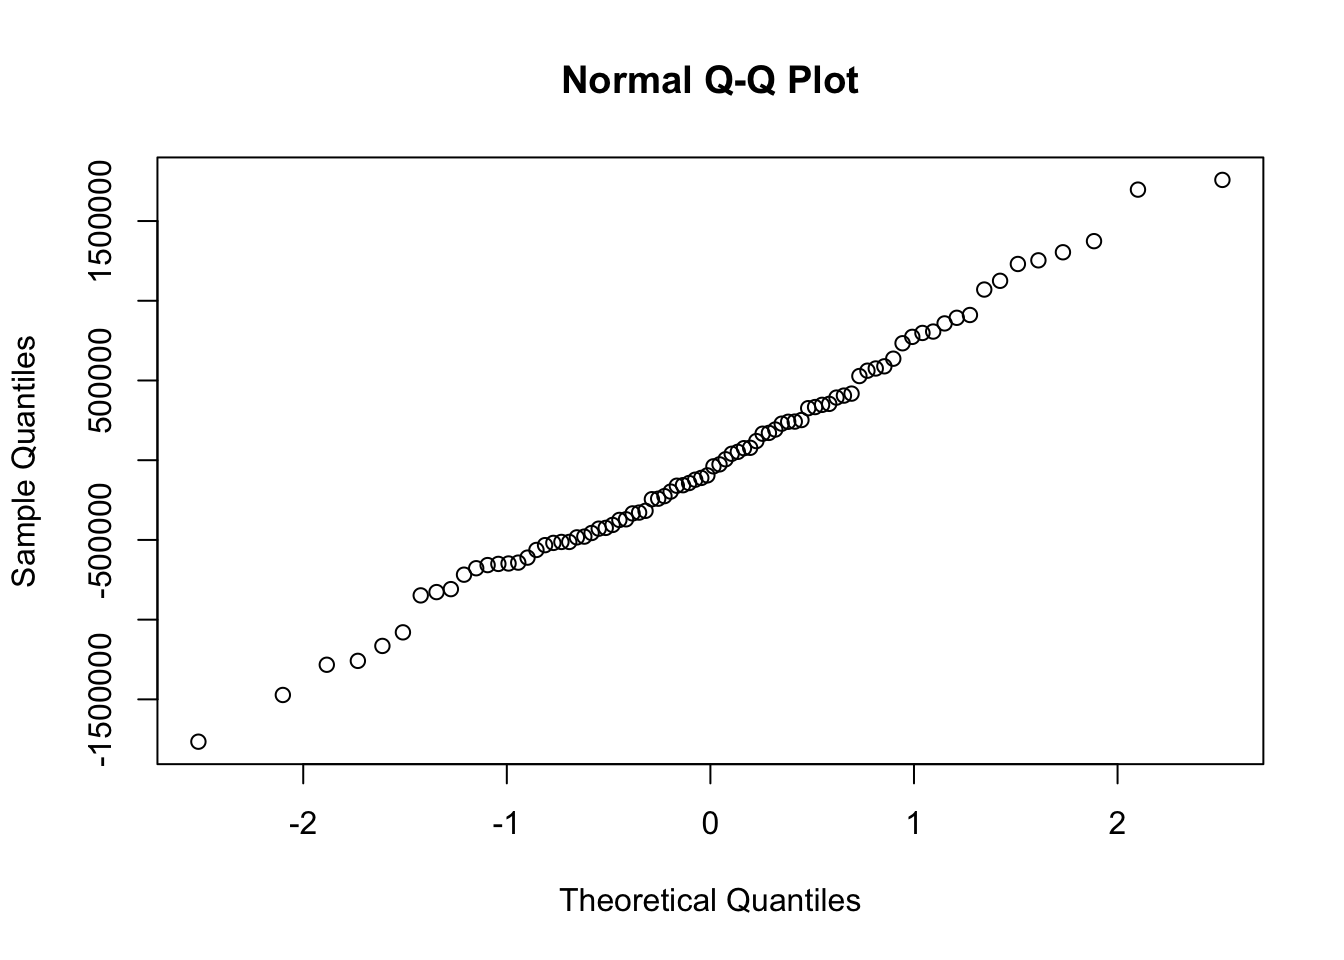 Normal Q-Q Plot
Sample Quantiles
1500000
500000
-500000
-1500000
-2 -1 0 1 2
Theoretical Quantiles